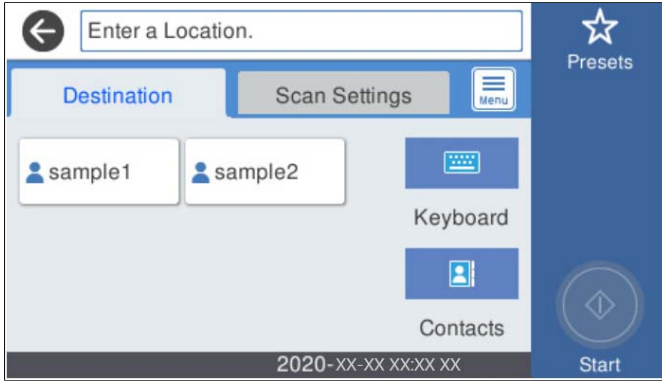 Enter a Location.
Presets
Destination
Scan Settings
Menu
sample1
sample2
Keyboard
Contacts
2020-XX-XX XX:XX XX
Start